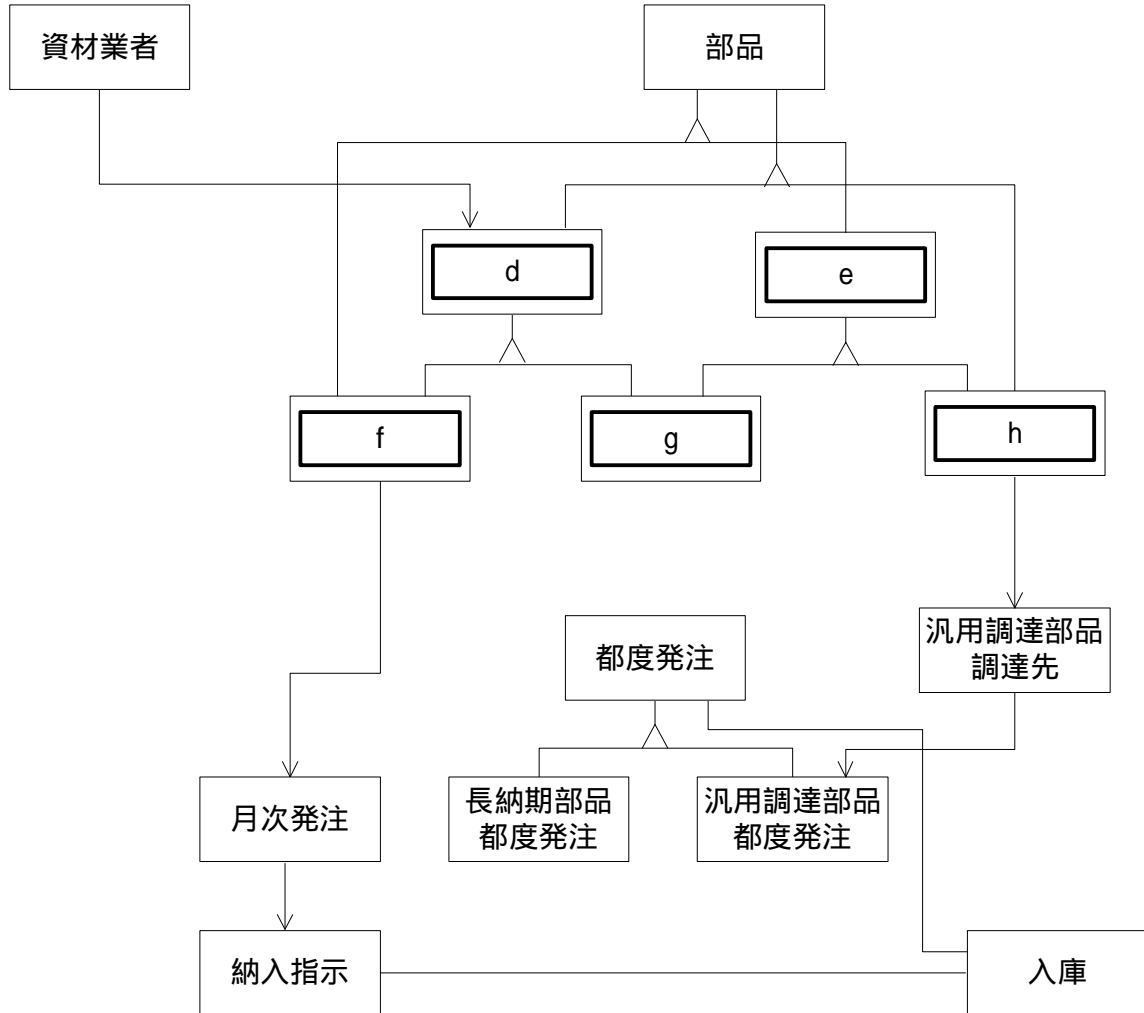 資材業者
部品
d
e
f
g
h
汎用調達部品
調達先
都度発注
月次発注
長納期部品
都度発注
汎用調達部品
都度発注
納入指示
入庫